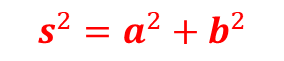 s² = a² + b²